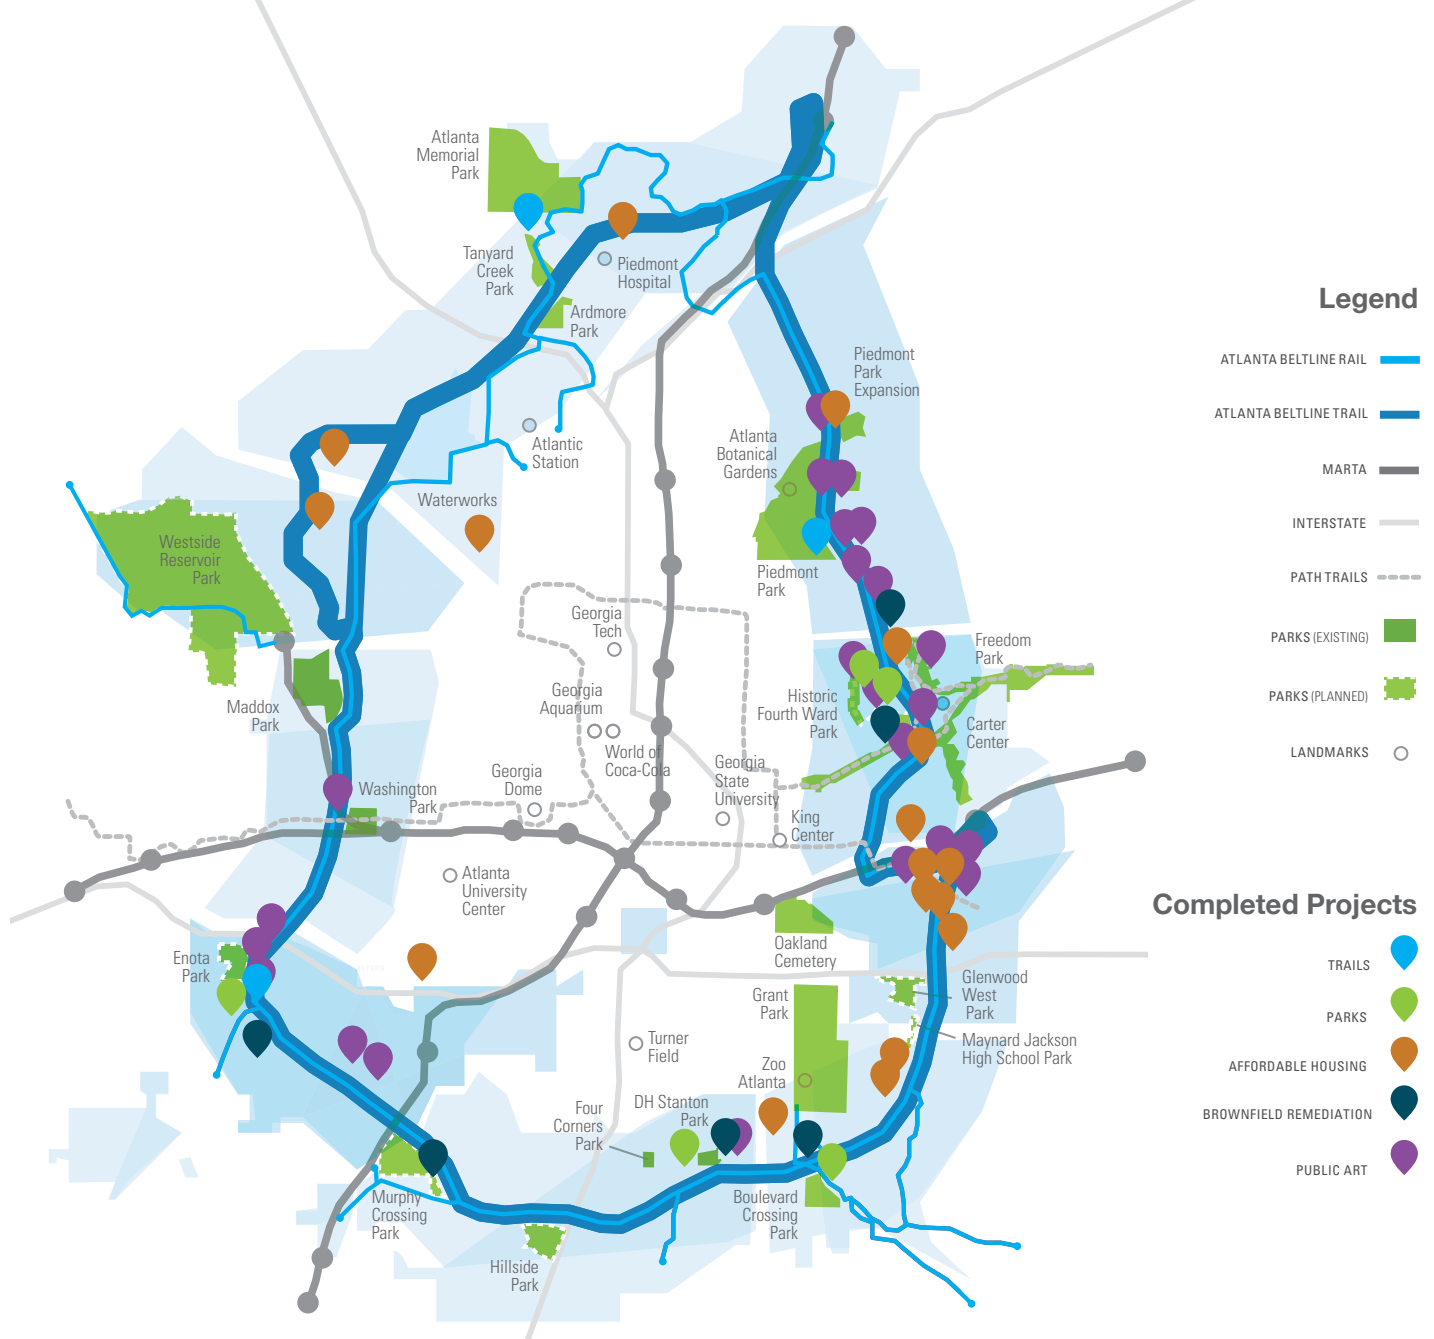 Atlanta
Memorial
Park
Tanyard
Creek
Park
Piedmont
Hospital
Ardmore
Park
Piedmont
Park
Expansion
Atlanta
Botanical
Gardens
Atlantic
Station
Waterworks
Westside
Reservoir
Park
Piedmont
Park
Georgia
Tech
Freedom
Park
Maddox
Park
Georgia
Aquarium
World of
Coca-Cola
Historic
Fourth Ward
Park
Carter
Center
Georgia
State
University
Georgia
Dome
Washington
Park
King
Center
Atlanta
University
Center
Oakland
Cemetery
Enota
Park
Grant
Park
Glenwood
West
Park
Maynard Jackson
High School Park
Turner
Field
Zoo
Atlanta
Four
Corners
Park
DH Stanton
Park
Murphy
Crossing
Park
Boulevard
Crossing
Park
Hillside
Park
Legend
ATLANTA BELTLINE RAIL
ATLANTA BELTLINE TRAIL
MARTA
INTERSTATE
PATH TRAILS
PARKS (EXISTING)
PARKS (PLANNED)
LANDMARKS
Completed Projects
TRAILS
PARKS
AFFORDABLE HOUSING
BROWNFIELD REMEDIATION
PUBLIC ART